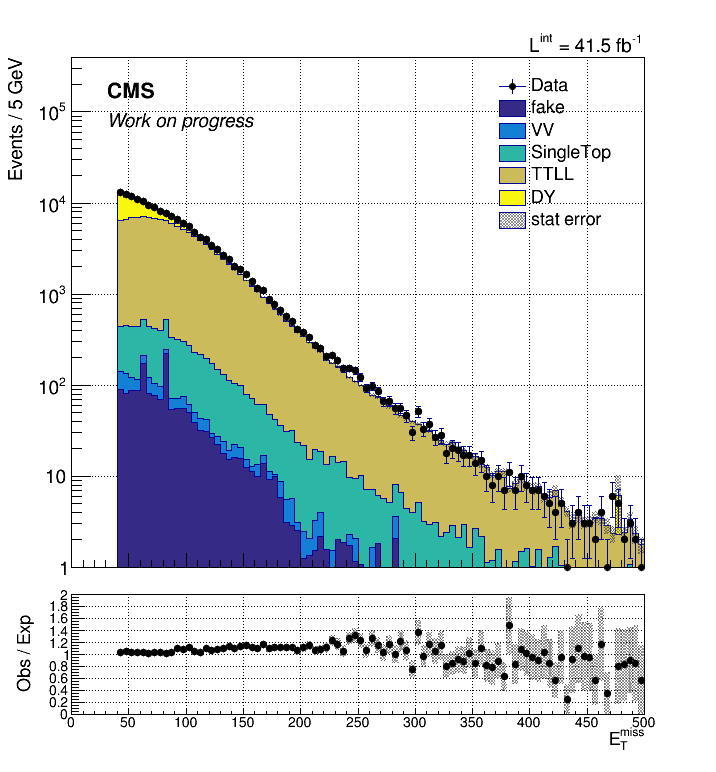 L^int = 41.5 fb^-1
Events / 5 GeV
CMS
Work on progress
Data
fake
VV
SingleTop
TTLL
DY
stat error
10^5
10^4
10^3
10^2
10
1
Obs / Exp
2
1.8
1.6
1.4
1.2
1
0.8
0.6
0.4
0.2
0
0 50 100 150 200 250 300 350 400 450 500
E_T^miss